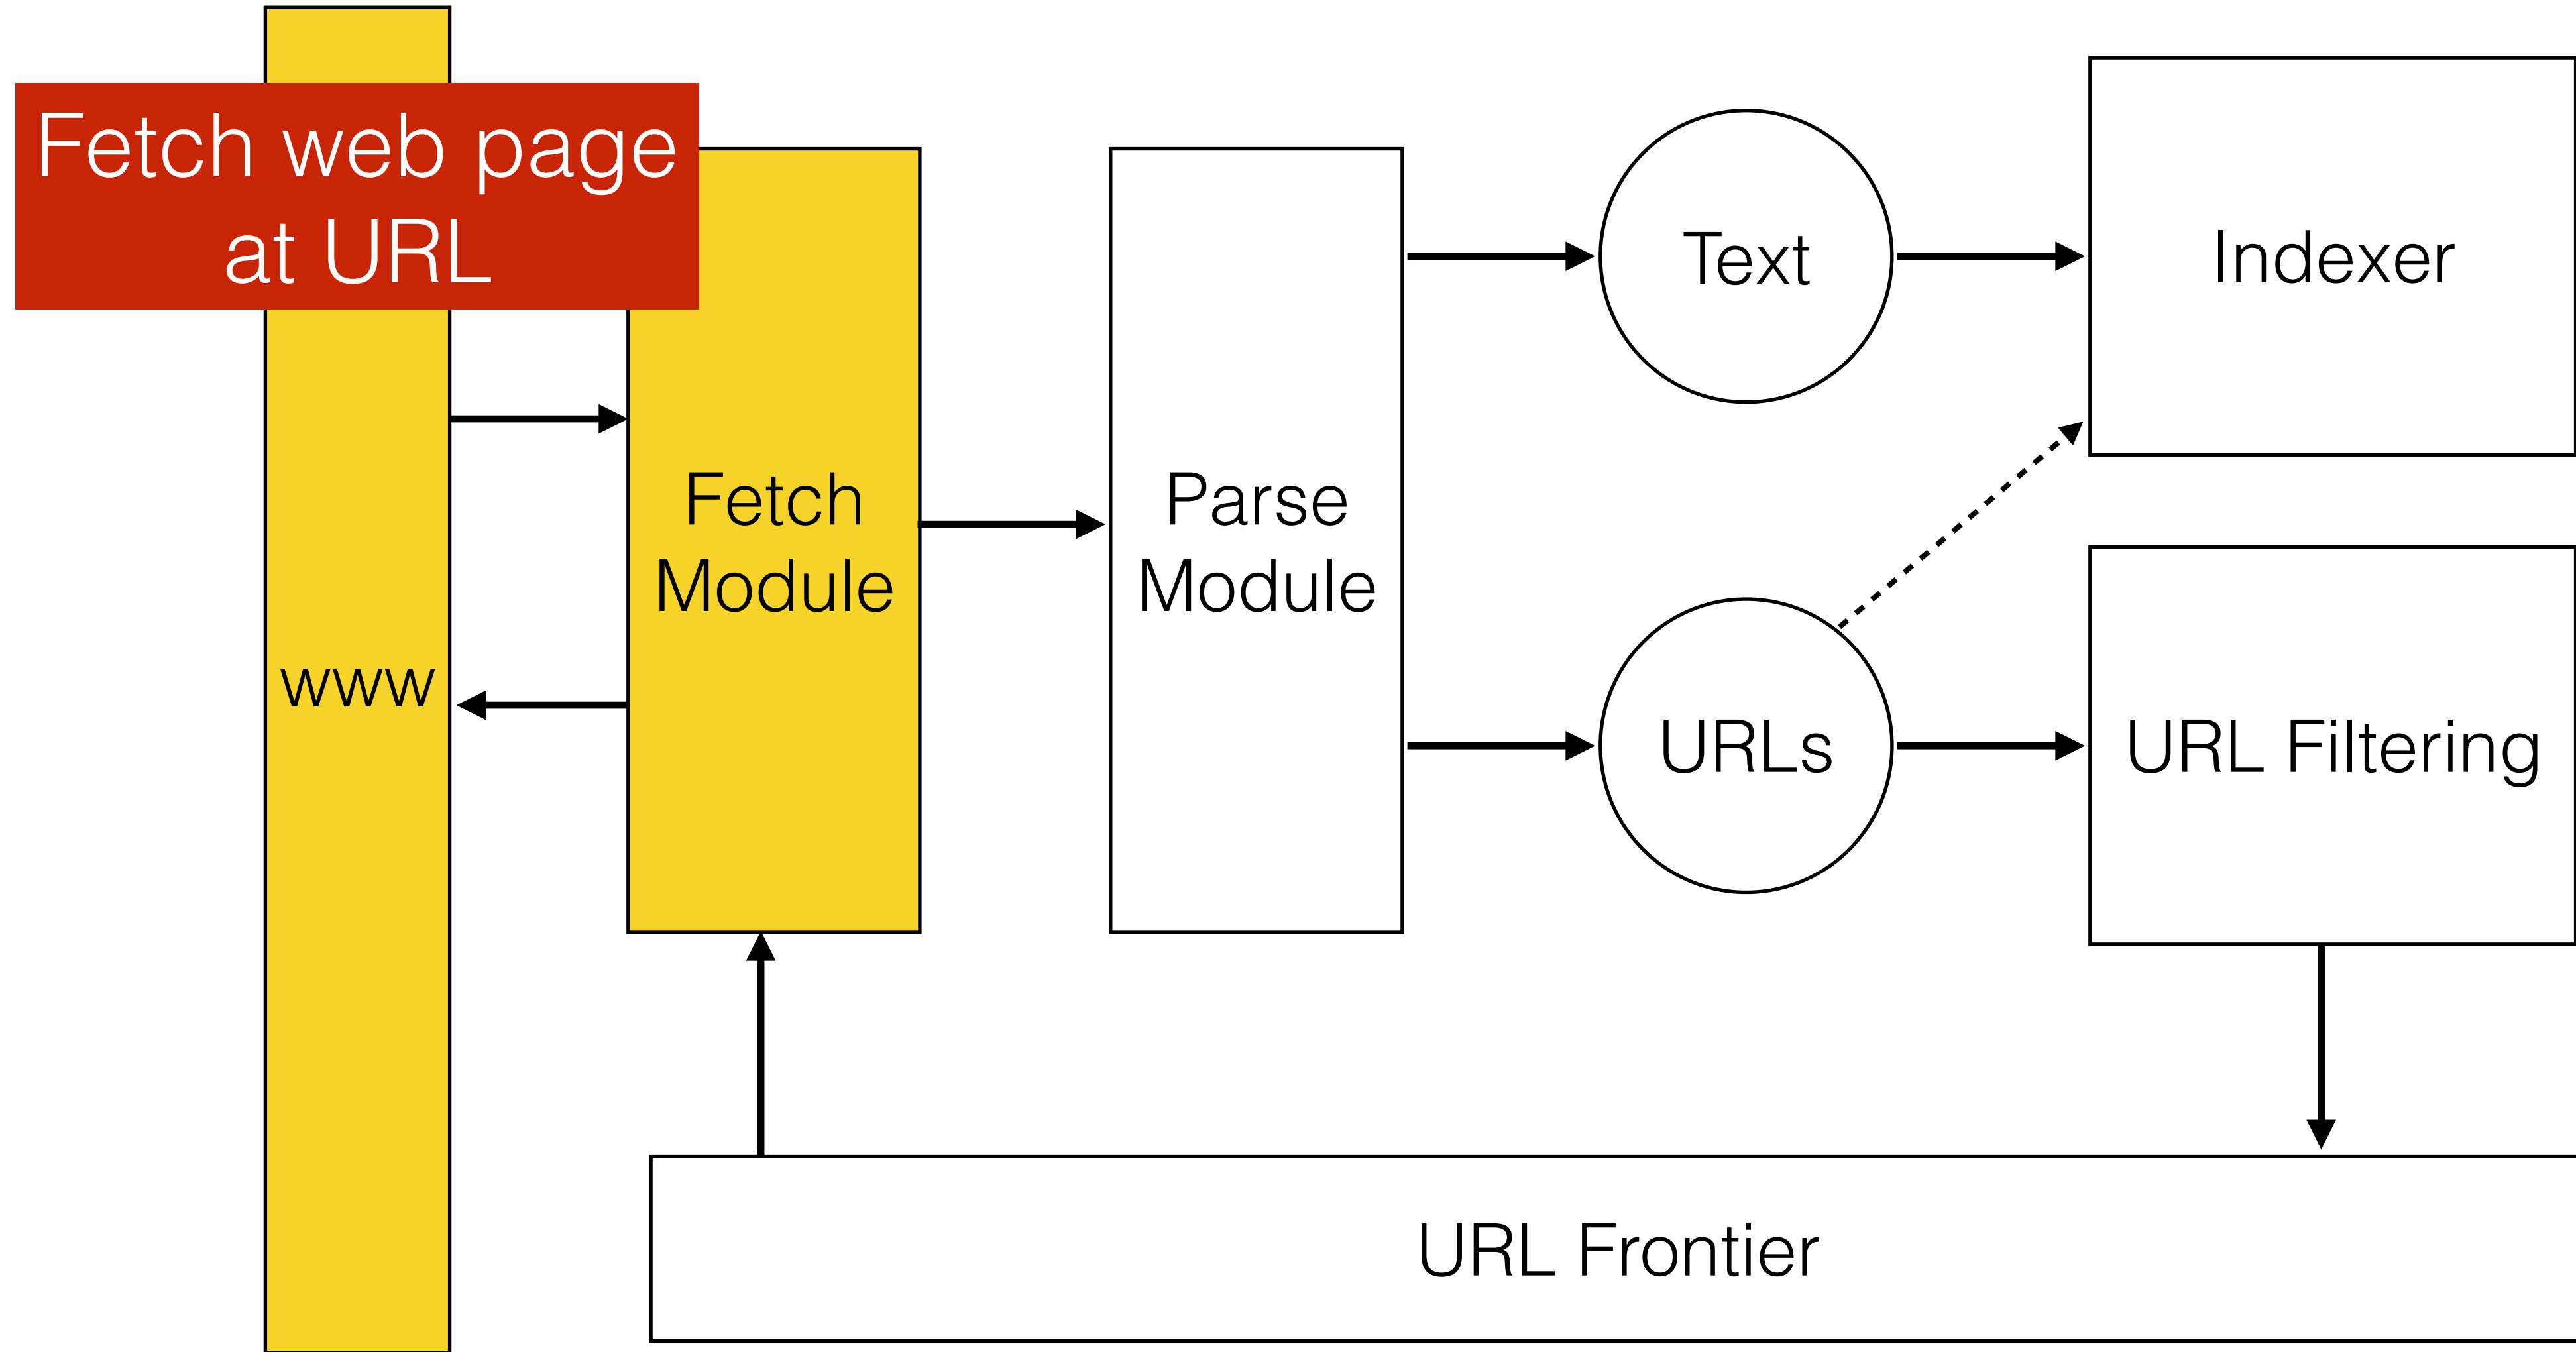 Fetch web page
at URL
www
Fetch
Module
Parse
Module
Text
Indexer
URLs
URL Filtering
URL Frontier